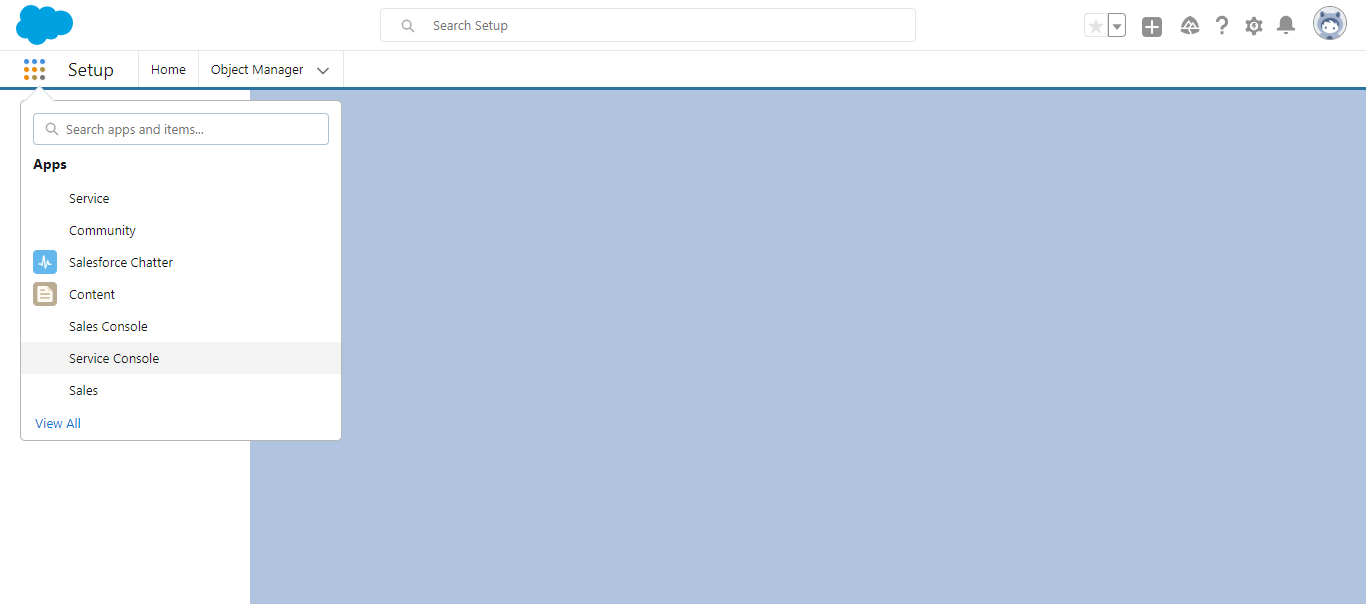 Search Setup
Setup
Home
Object Manager
Search apps and items...
Apps
Service
Community
Salesforce Chatter
Content
Sales Console
Service Console
Sales
View All